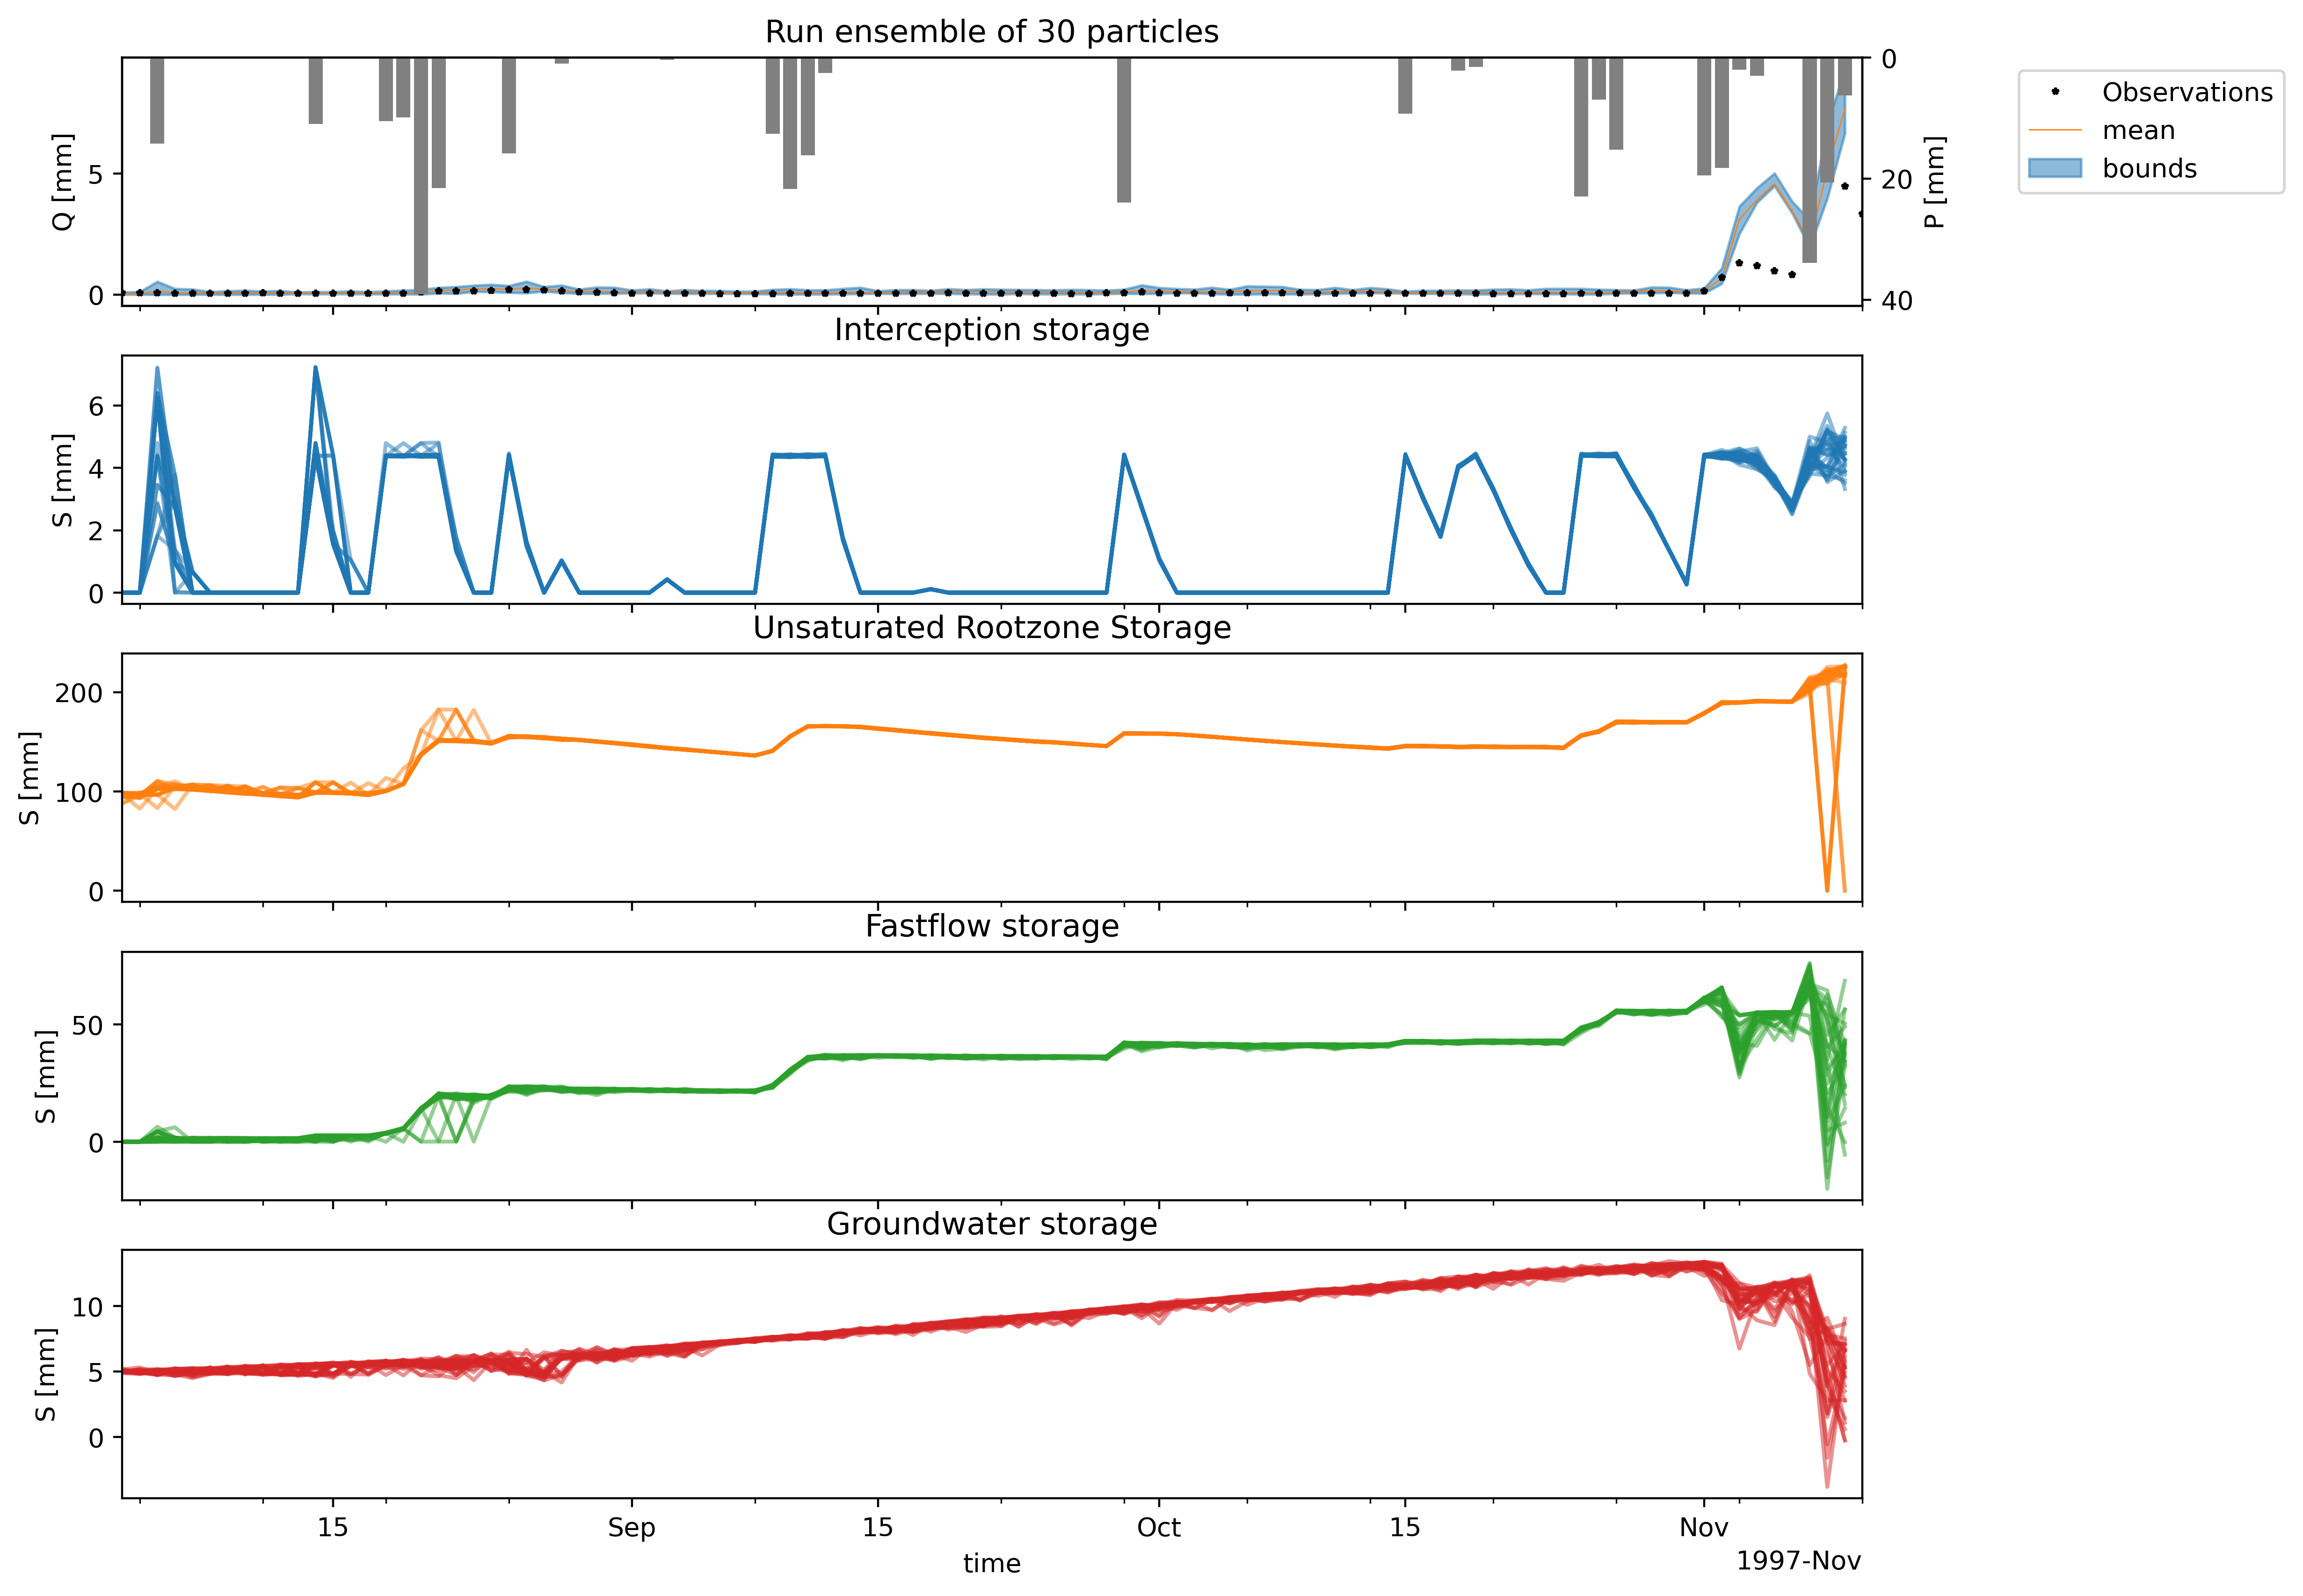 Run ensemble of 30 particles
Q [mm]
5
0
0
20
40
P [mm]
Observations
mean
bounds
Interception storage
S [mm]
6
4
2
0
Unsaturated Rootzone Storage
S [mm]
200
100
0
Fastflow storage
S [mm]
50
0
Groundwater storage
S [mm]
10
5
0
15 Sep 15 Oct 15 Nov
time
1997-Nov